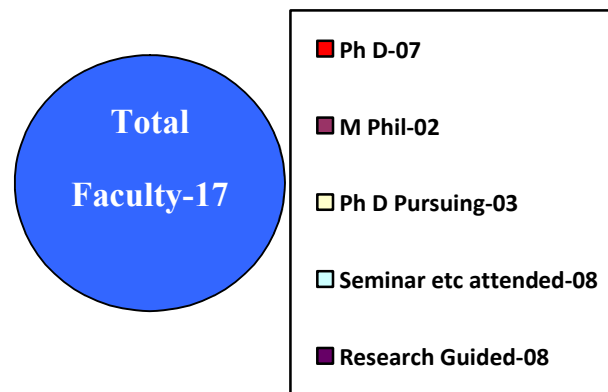 Total
Faculty-17
Ph D-07
M Phil-02
Ph D Pursuing-03
Seminar etc attended-08
Research Guided-08